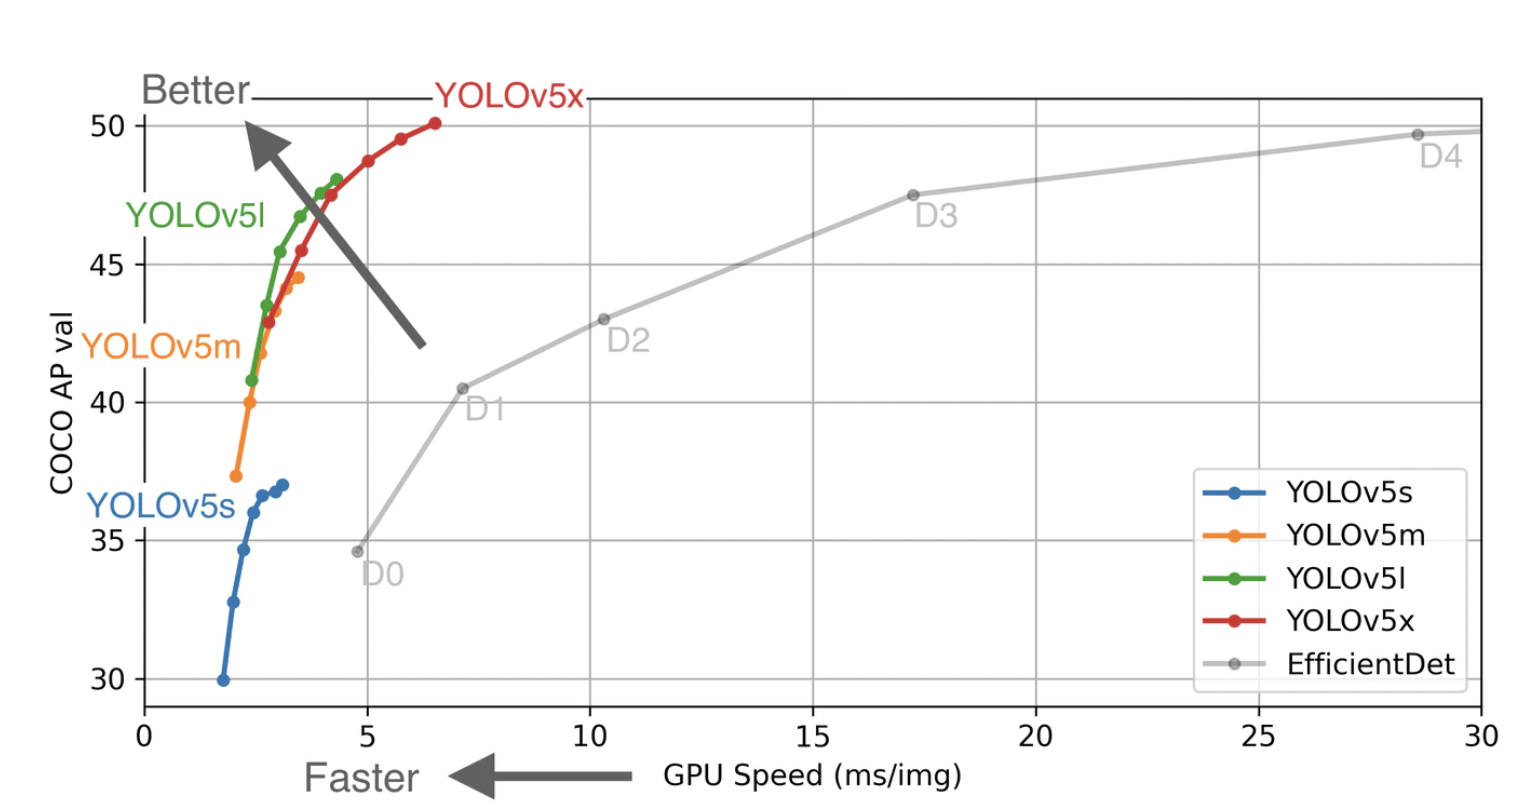 Better
YOLOv5x
50
D4
YOLOv5l
D3
45
YOLOv5m
D2
COCO AP val
40
D1
YOLOv5s
35
D0
YOLOv5s
YOLOv5m
YOLOv5l
YOLOv5x
EfficientDet
30
0 5 10 15 20 25 30
Faster GPU Speed (ms/img)